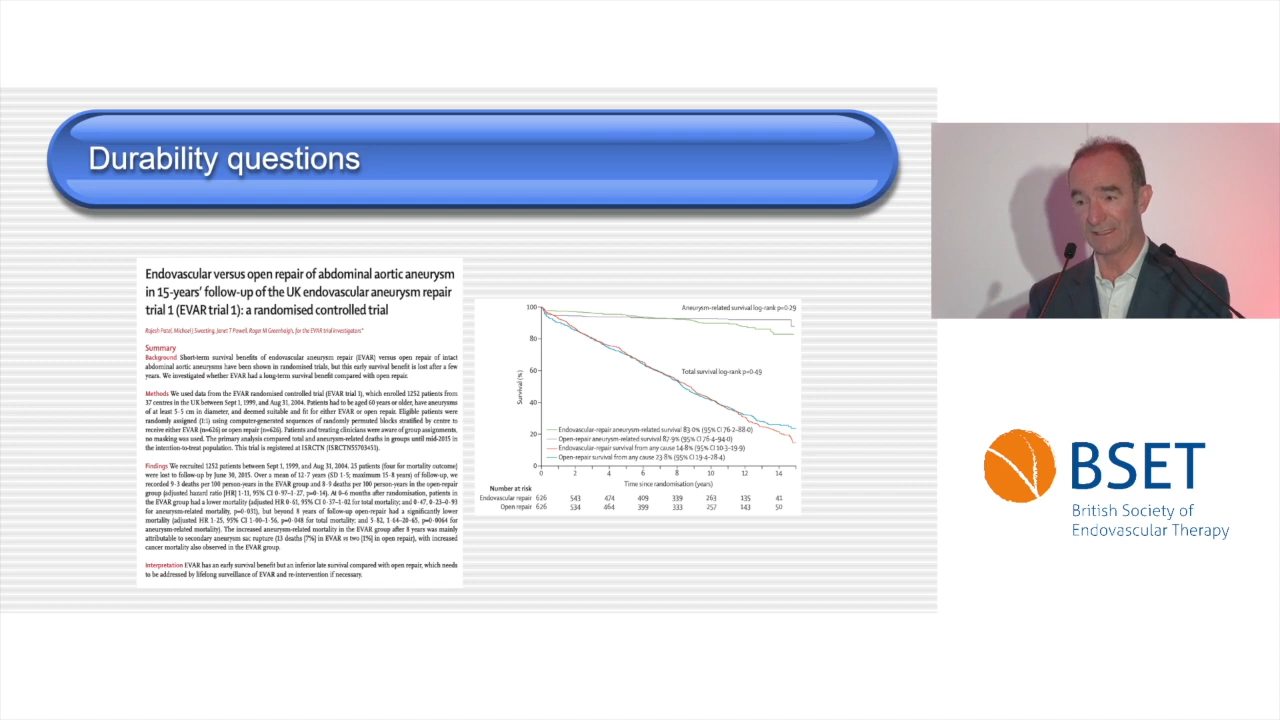 Durability questions
Endovascular versus open repair of abdominal aortic aneurysm
in 15-years' follow-up of the UK endovascular aneurysm repair
trial 1 (EVAR trial 1): a randomised controlled trial
Rajesh Patel, Michael J Sweeting, Janet T Powell, Roger M Greenhalgh, for the EVAR trial investigators*
Summary
Background Short-term survival benefits of endovascular aneurysm repair (EVAR) versus open repair of intact
abdominal aortic aneurysms have been shown in randomised trials, but this early survival benefit is lost after a few
years. We investigated whether EVAR had a long-term survival benefit compared with open repair.
Methods We used data from the EVAR randomised controlled trial (EVAR trial 1), which enrolled 1252 patients from
37 centres in the UK between Sept 1, 1999, and Aug 31, 2004. Patients had to be aged 60 years or older, have aneurysms
of at least 5·5 cm in diameter, and deemed suitable and fit for either EVAR or open repair. Eligible patients were
randomly assigned (1:1) using computer-generated sequences of randomly permuted blocks stratified by centre to
receive either EVAR (n=626) or open repair (n=626). Patients and treating clinicians were aware of group assignments,
no masking was used. The primary analysis compared total and aneurysm-related deaths in groups until mid-2015 in
the intention-to-treat population. This trial is registered at ISRCTN (ISRCTN55703451).
Findings We recruited 1252 patients between Sept 1, 1999, and Aug 31, 2004. 25 patients (four for mortality outcome)
were lost to follow-up by June 30, 2015. Over a mean of 12·7 years (SD 1·5; maximum 15·8 years) of follow-up, we
recorded 9·3 deaths per 100 person-years in the EVAR group and 8·9 deaths per 100 person-years in the open-repair
group (adjusted hazard ratio [HR] 1·11, 95% CI 0·97–1·27, p=0·14). At 0–6 months after randomisation, patients in
the EVAR group had a lower mortality (adjusted HR 0·61, 95% CI 0·37–1·02 for total mortality; and 0·47, 0·23–0·93
for aneurysm-related mortality, p=0·031), but beyond 8 years of follow-up open-repair had a significantly lower
mortality (adjusted HR 1·25, 95% CI 1·00–1·56, p=0·048 for total mortality; and 5·82, 1·64–20·65, p=0·0064 for
aneurysm-related mortality). The increased aneurysm-related mortality in the EVAR group after 8 years was mainly
attributable to secondary aneurysm sac rupture (13 deaths [7%] in EVAR vs two [1%] in open repair), with increased
cancer mortality also observed in the EVAR group.
Interpretation EVAR has an early survival benefit but an inferior late survival compared with open repair, which needs
to be addressed by lifelong surveillance of EVAR and re-intervention if necessary.
Aneurysm-related survival log-rank p=0·29
Total survival log-rank p=0·49
Survival (%)
100
80
60
40
20
0
Endovascular-repair aneurysm-related survival 83·0% (95% CI 76·2–88·0)
Open-repair aneurysm-related survival 87·9% (95% CI 76·4–94·0)
Endovascular-repair survival from any cause 14·8% (95% CI 10·3–19·9)
Open-repair survival from any cause 23·8% (95% CI 19·4–28·4)
0 2 4 6 8 10 12 14
Time since randomisation (years)
Number at risk
Endovascular repair 626 543 474 409 339 263 135 41
Open repair 626 534 464 399 333 257 143 50
BSET
British Society of
Endovascular Therapy